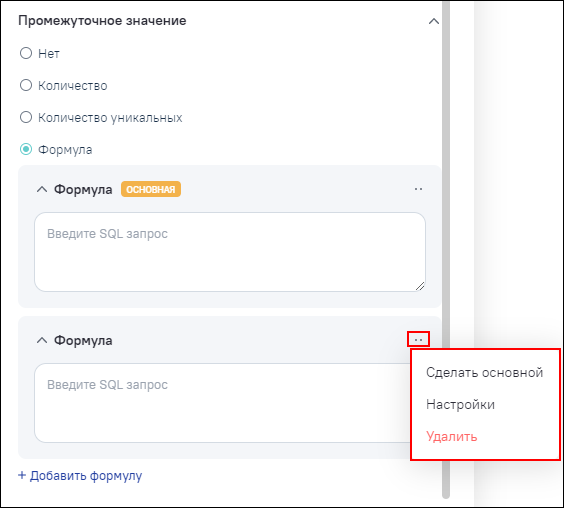 Промежуточное значение
Нет
Количество
Количество уникальных
Формула
Формула ОСНОВНАЯ
Введите SQL запрос
Формула
Введите SQL запрос
Сделать основной
Настройки
Удалить
+ Добавить формулу